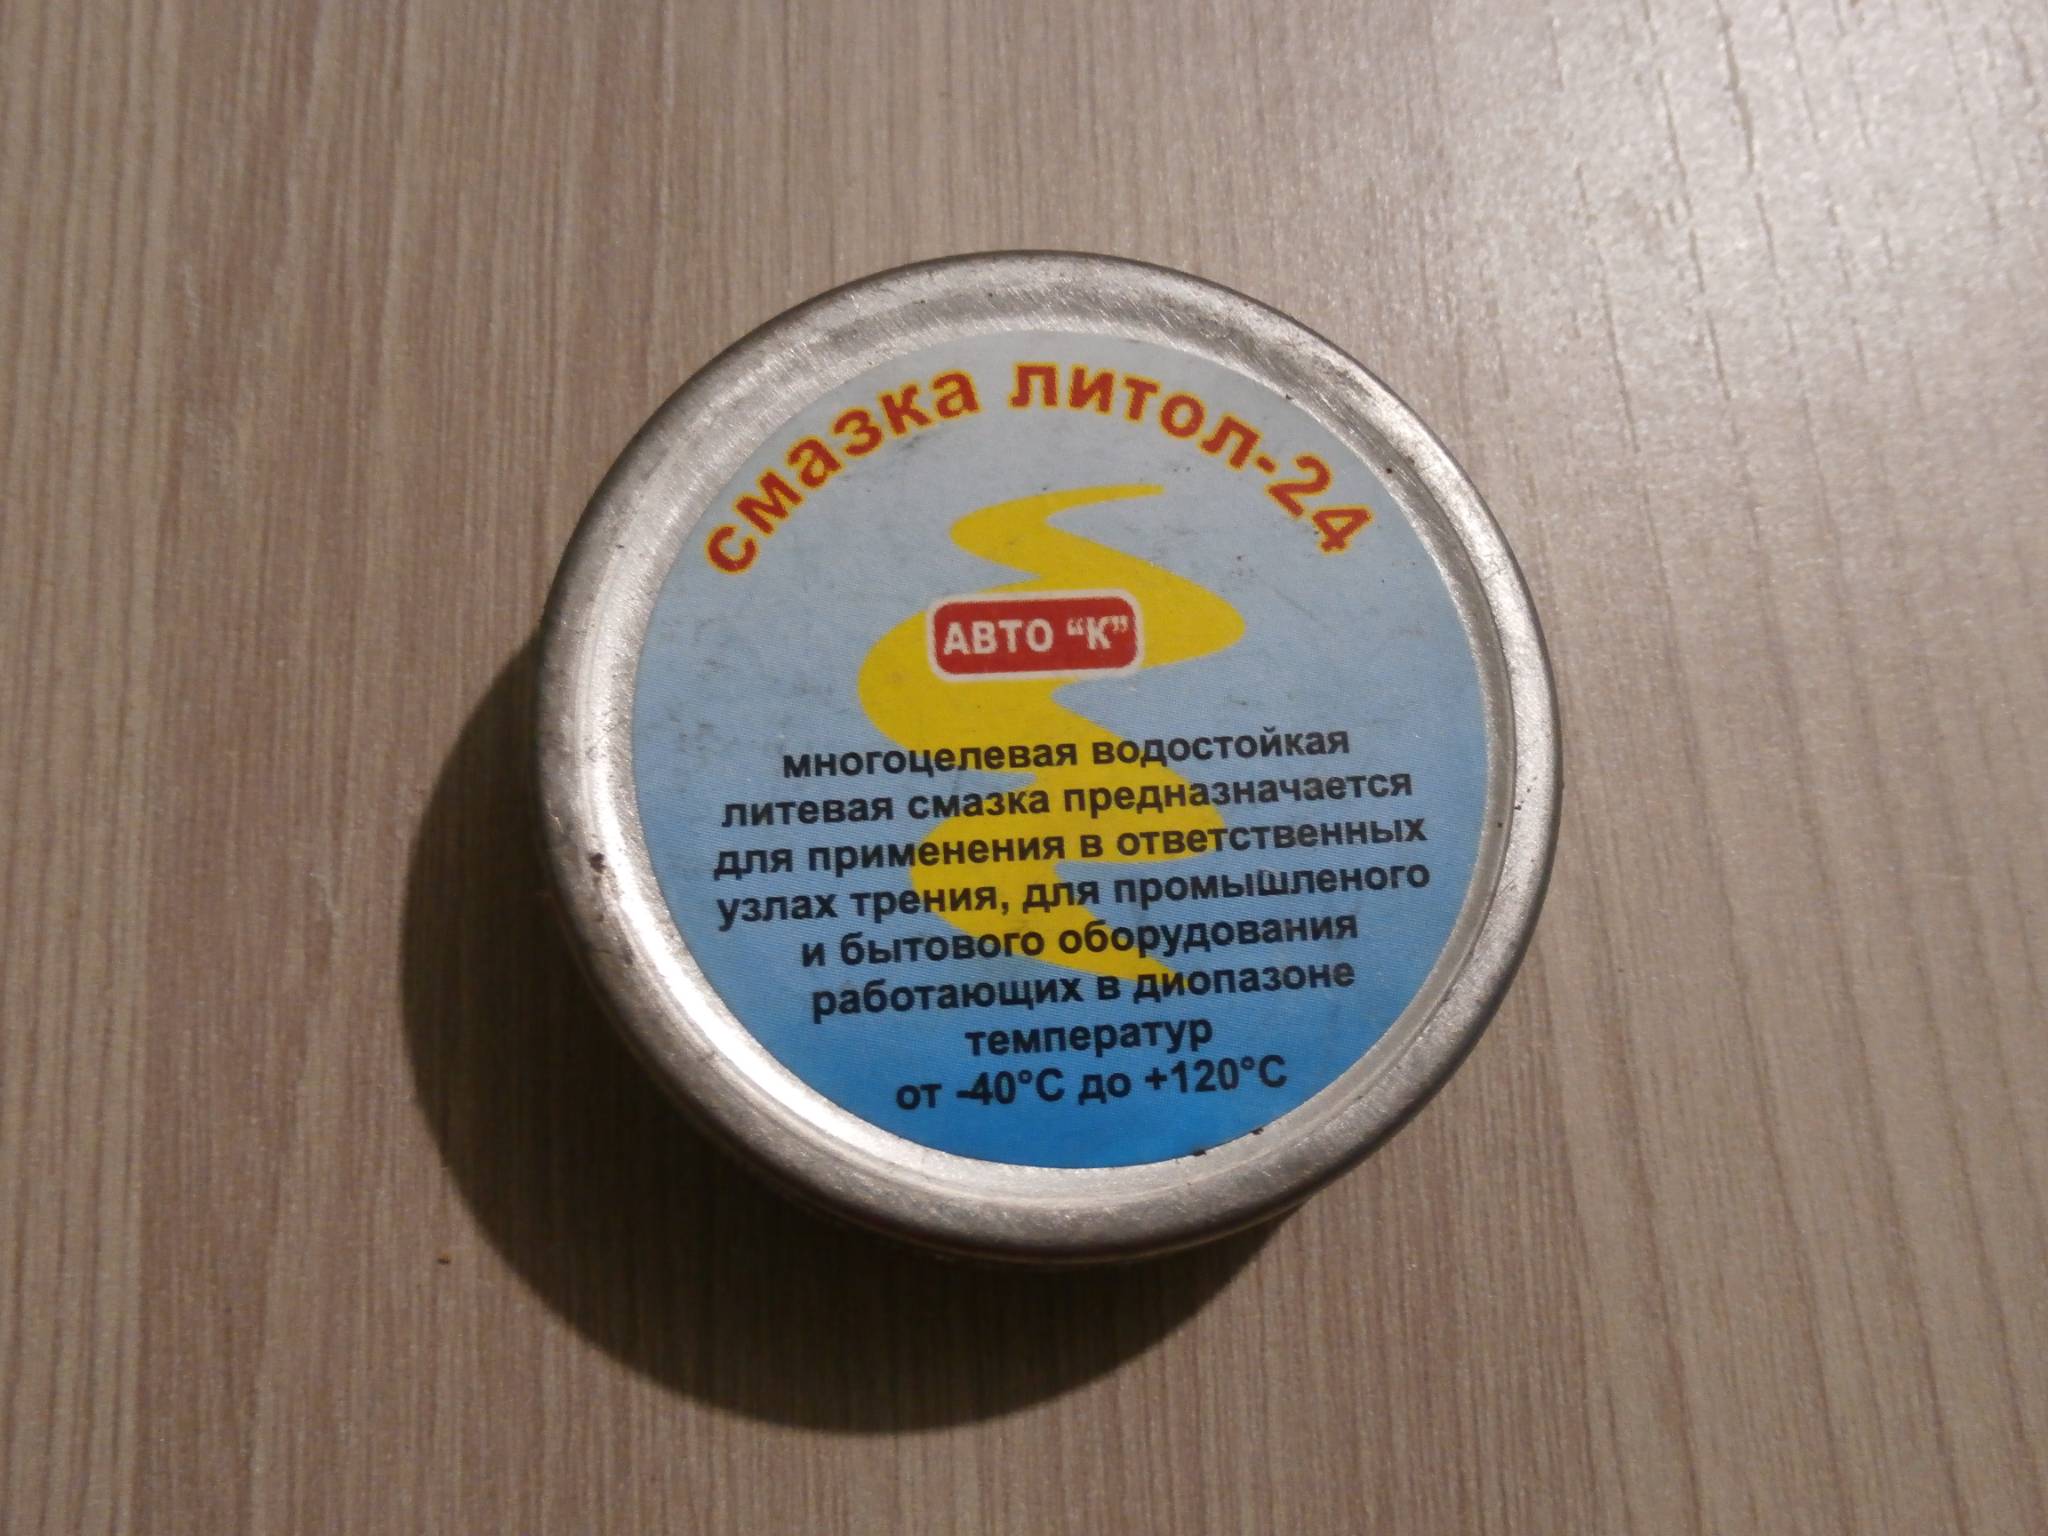 смазка литол-24
АВТО “К”
многоцелевая водостойкая
литевая смазка предназначается
для применения в ответственных
узлах трения, для промышленого
и бытового оборудования
работающих в диопазоне
температур
от -40°C до +120°C